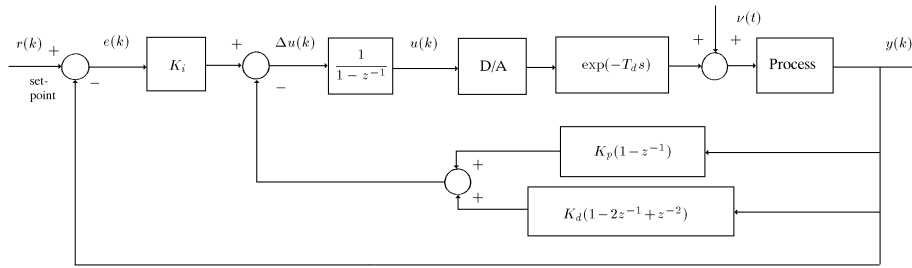 ν(t)
r(k) + e(k) + Δu(k) u(k) + + y(k)
K_i
1
1 − z^{-1}
D/A
exp(−T_d s)
Process
set-
point
−
−
K_p(1−z^{-1})
+
+
K_d(1−2z^{-1}+z^{-2})